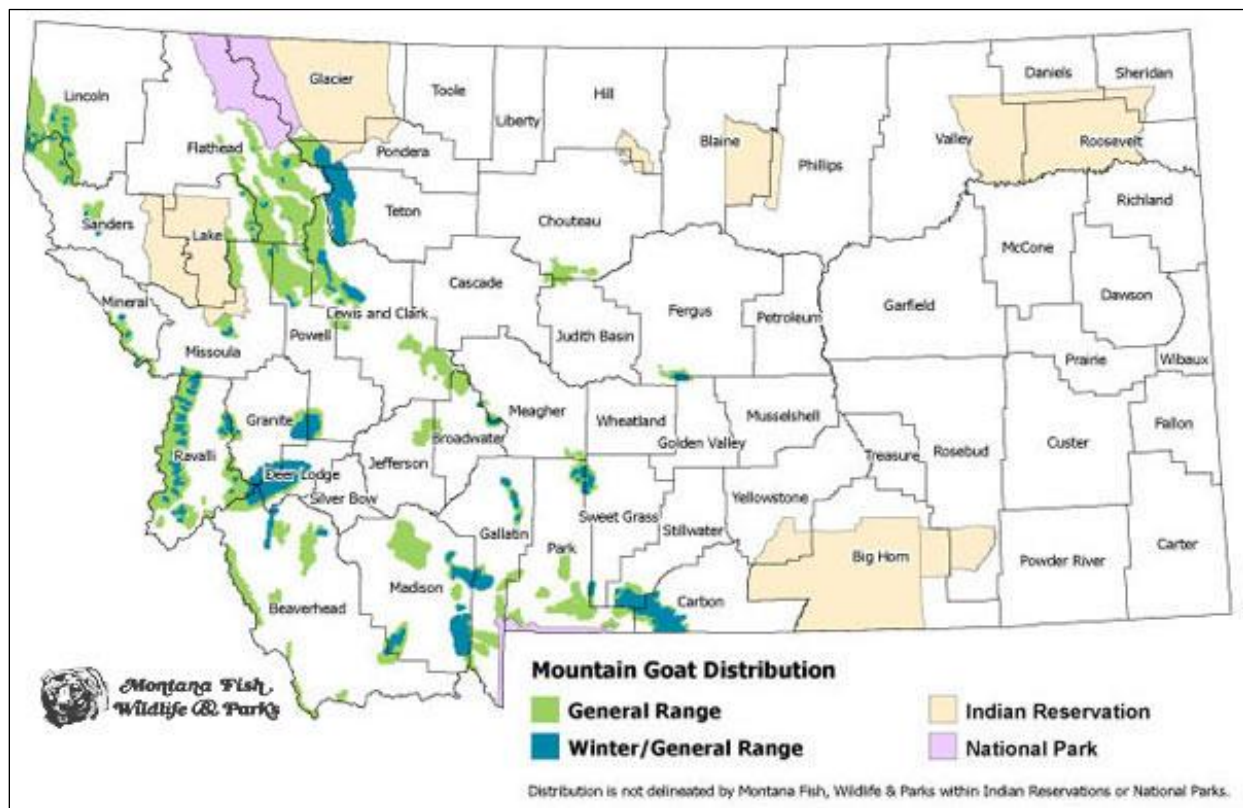 Daniels
Sheridan
Glacier
Lincoln
Toole
Hill
Liberty
Blaine
Valley
Roosevelt
Flathead
Pondera
Phillips
Richland
Teton
Chouteau
Sanders
Lake
McCone
Cascade
Mineral
Lewis and Clark
Fergus
Garfield
Dawson
Petroleum
Judith Basin
Powell
Missoula
Prairie
Wibaux
Meagher
Wheatland
Musselshell
Granite
Broadwater
Golden Valley
Fallon
Custer
Ravalli
Deer Lodge
Jefferson
Treasure
Rosebud
Silver Bow
Yellowstone
Gallatin
Sweet Grass
Stillwater
Park
Big Horn
Powder River
Carter
Madison
Beaverhead
Carbon
Montana Fish,
Wildlife & Parks
Mountain Goat Distribution
General Range
Winter/General Range
Indian Reservation
National Park
Distribution is not delineated by Montana Fish, Wildlife & Parks within Indian Reservations or National Parks.